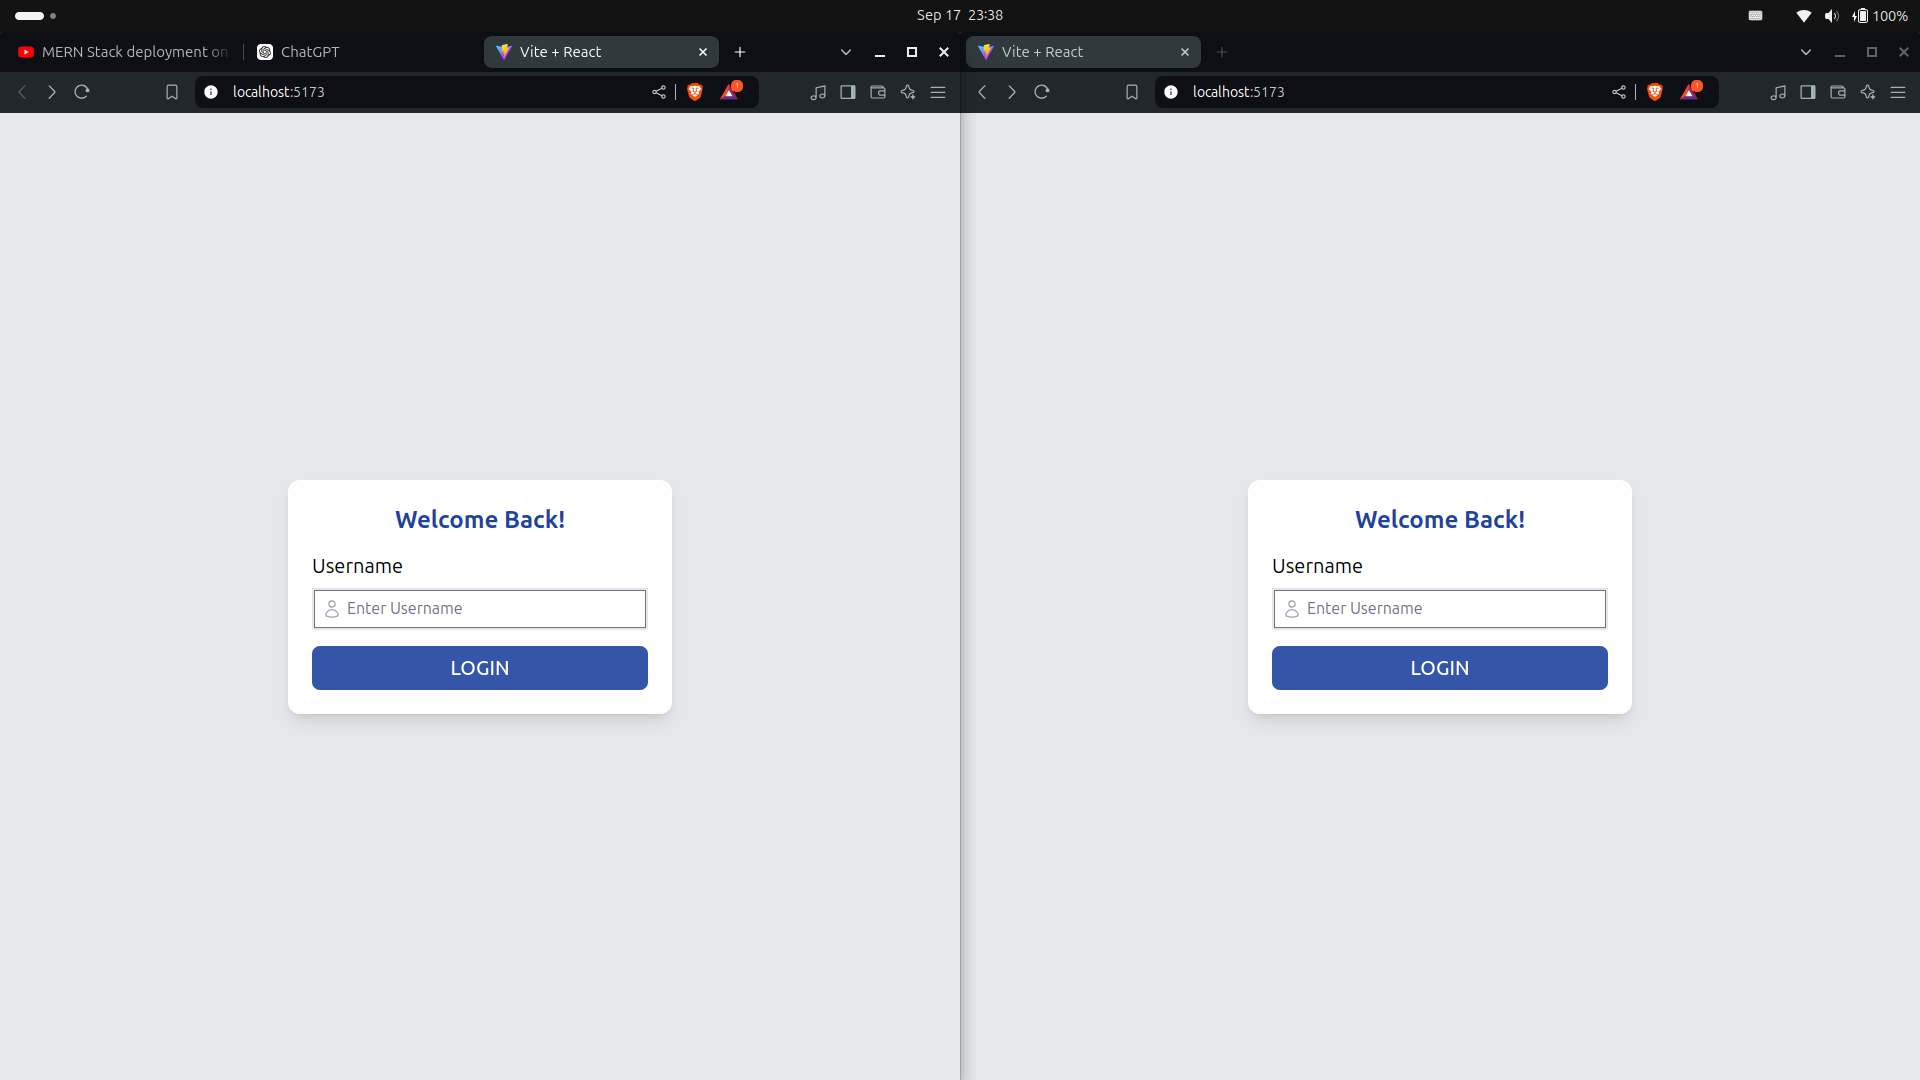 Sep 17 23:38
100%
MERN Stack deployment on
ChatGPT
Vite + React
localhost:5173
1
Welcome Back!
Username
Enter Username
LOGIN
Vite + React
localhost:5173
1
Welcome Back!
Username
Enter Username
LOGIN